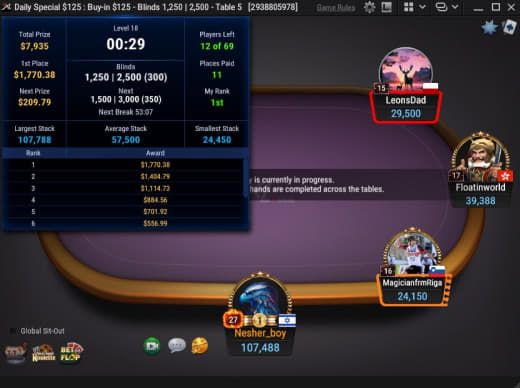 Daily Special $125 : Buy-in $125 - Blinds 1,250 | 2,500 - Table 5 [2938805978]
Game Rules
Total Prize
$7,935
1st Place
$1,770.38
Next Prize
$209.79
Level 18
00:29
Blinds
1,250 | 2,500 (300)
Next
1,500 | 3,000 (350)
Next Break 53:07
Players Left
12 of 69
Places Paid
11
My Rank
1st
Largest Stack
107,788
Average Stack
57,500
Smallest Stack
24,450
Rank Award
1 $1,770.38
2 $1,404.79
3 $1,114.73
4 $884.56
5 $701.92
6 $556.99
y is currently in progress.
hands are completed across the tables.
15
LeonsDad
29,500
17
Floatinworld
39,388
16
MagicianfrmRiga
24,150
27
1
Nesher_boy
107,488
Global Sit-Out
Roulette
BET
FLOP